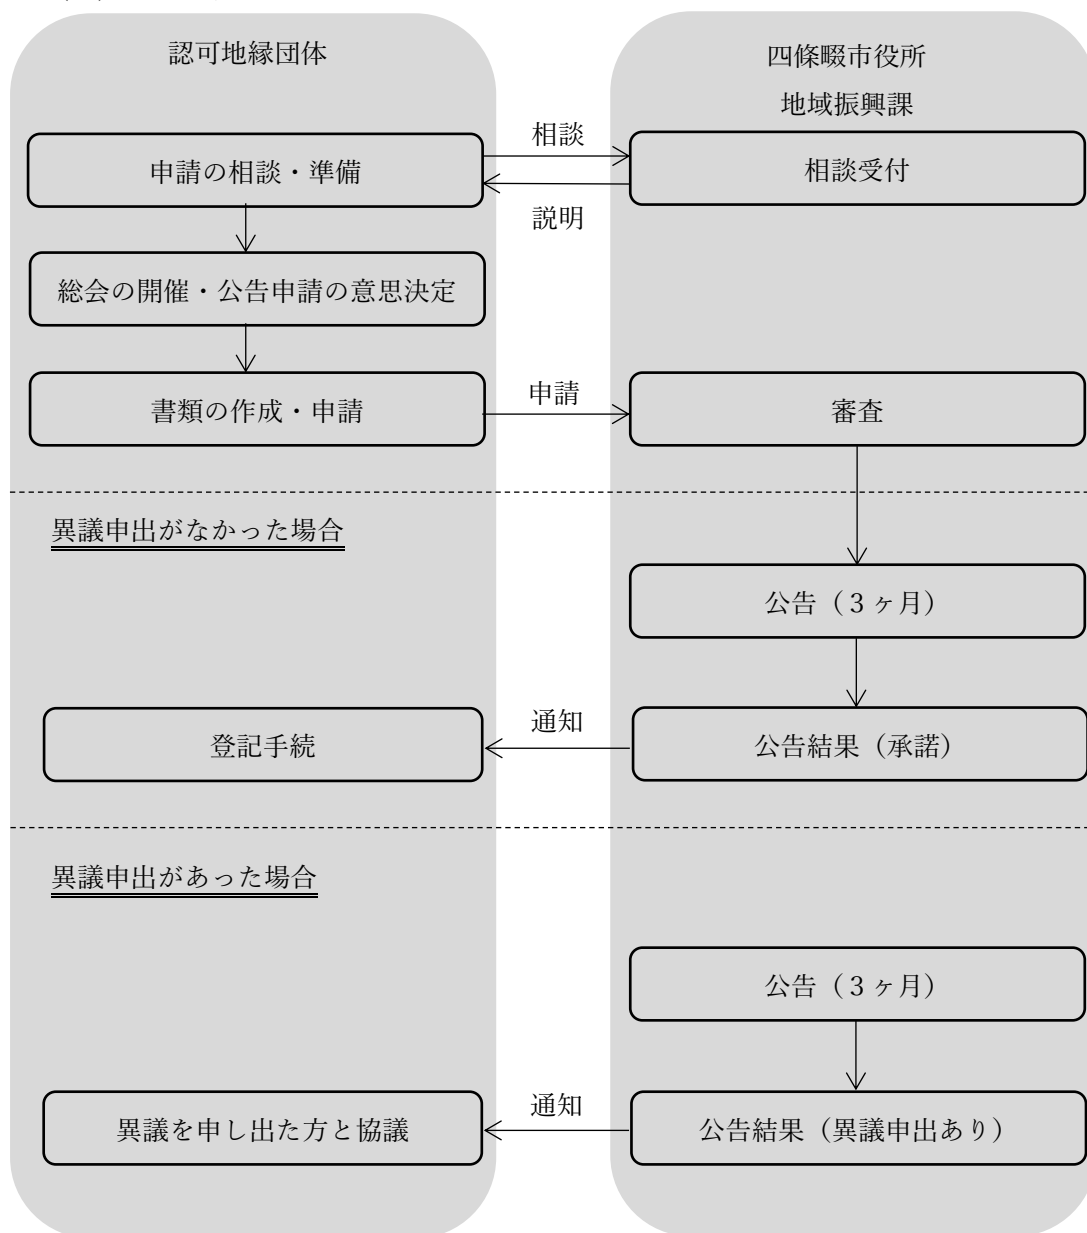 認可地縁団体
四條畷市役所
地域振興課
申請の相談・準備
相談
説明
相談受付
総会の開催・公告申請の意思決定
書類の作成・申請
申請
審査
異議申出がなかった場合
公告（３ヶ月）
登記手続
通知
公告結果（承諾）
異議申出があった場合
公告（３ヶ月）
異議を申し出た方と協議
通知
公告結果（異議申出あり）